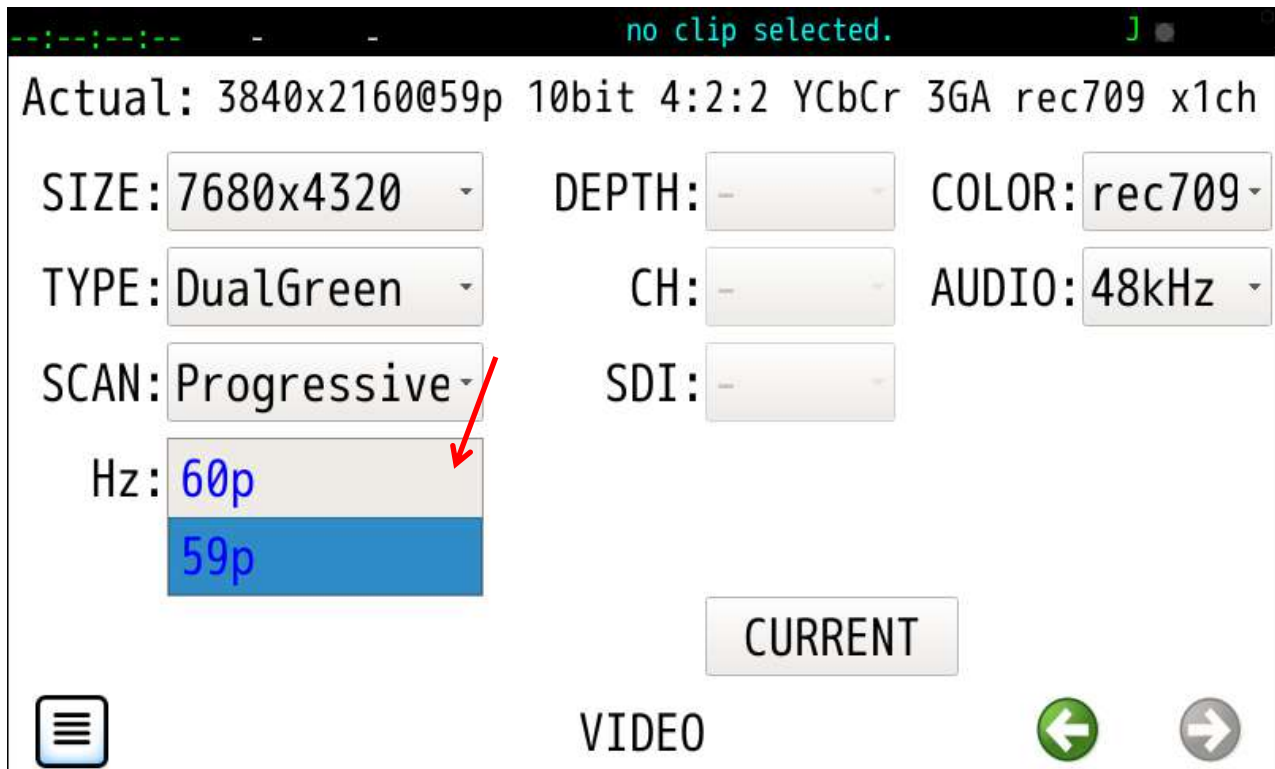 --:--:--:-- - - no clip selected. J
Actual: 3840x2160@59p 10bit 4:2:2 YCbCr 3GA rec709 x1ch
SIZE: 7680x4320 DEPTH: - COLOR: rec709
TYPE: DualGreen CH: - AUDIO: 48kHz
SCAN: Progressive SDI: -
Hz: 60p
59p
CURRENT
VIDEO